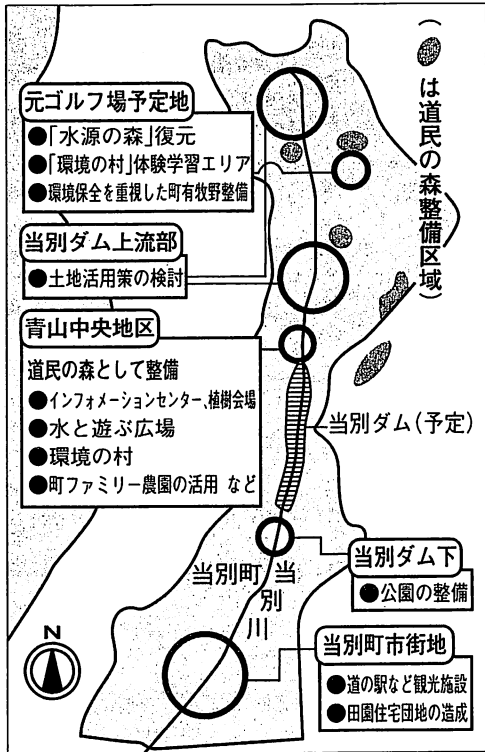 (
は道民の森整備区域)
元ゴルフ場予定地
●「水源の森」復元
●「環境の村」体験学習エリア
●環境保全を重視した町有牧野整備
当別ダム上流部
●土地活用策の検討
青山中央地区
道民の森として整備
●インフォメーションセンター、植樹会場
●水と遊ぶ広場
●環境の村
●町ファミリー農園の活用 など
当別ダム(予定)
当別町
当別川
当別ダム下
●公園の整備
当別町市街地
●道の駅など観光施設
●田園住宅団地の造成
N